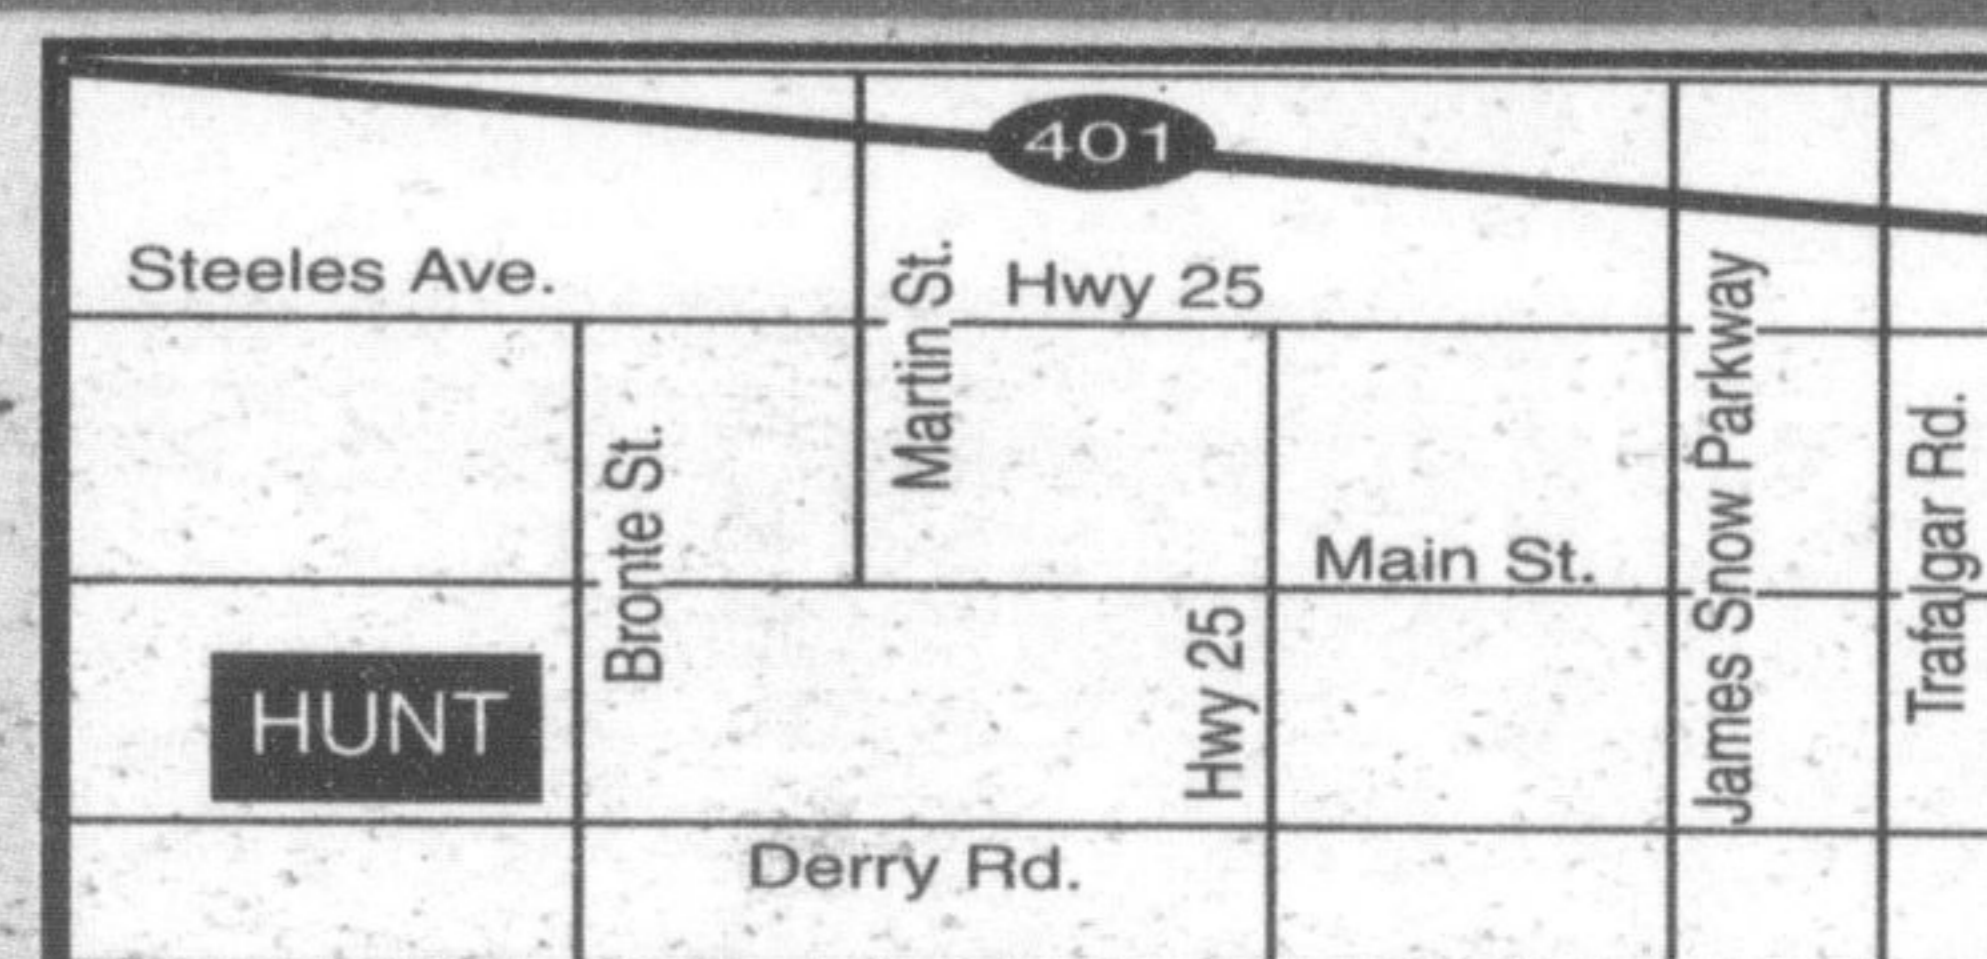 401
Steeles Ave.
Hwy 25
Martin St.
Bronte St.
Main St.
James Snow Parkway
Trafalgar Rd.
HUNT
Hwy 25
Derry Rd.